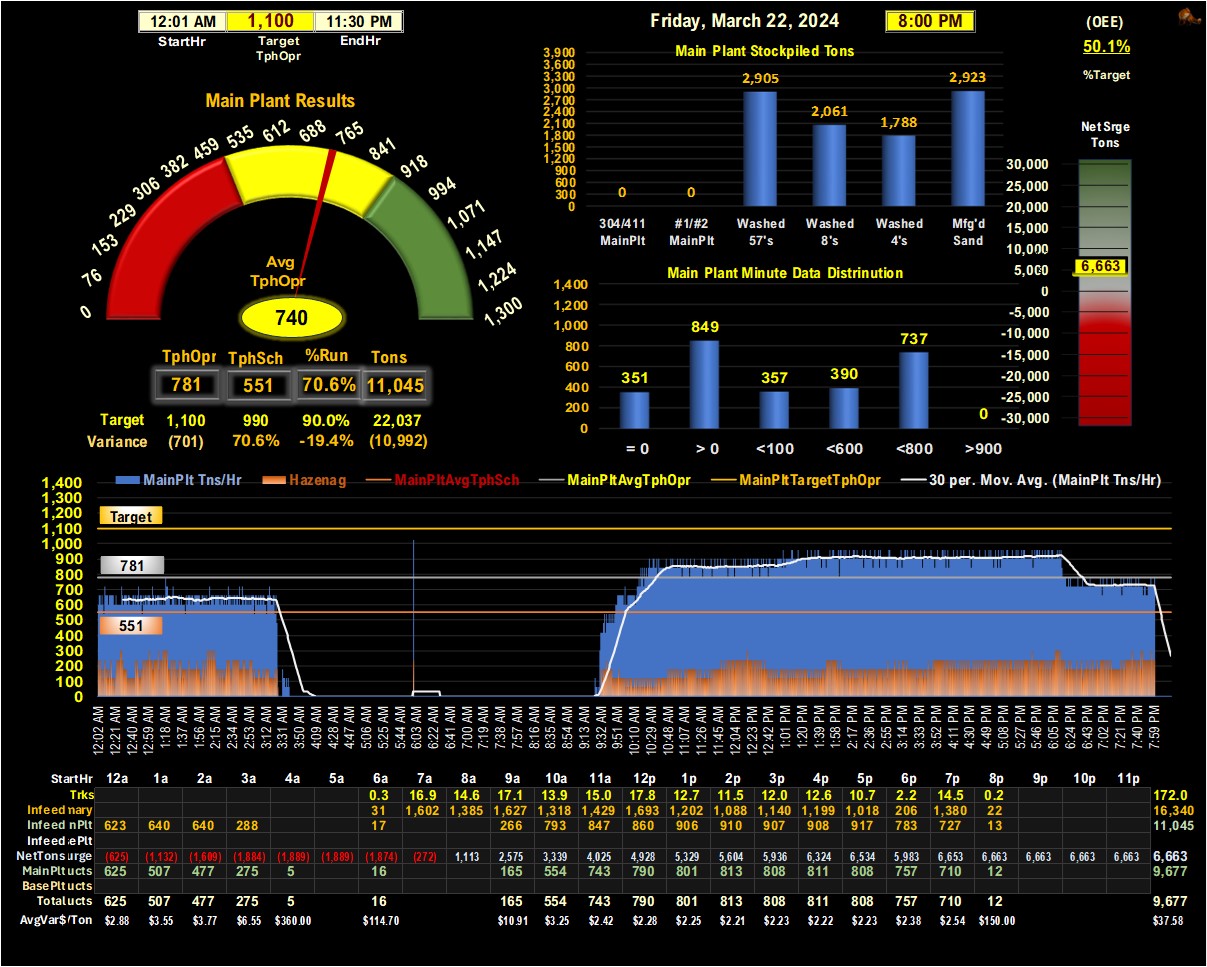 12:01 AM 1,100 11:30 PM
StartHr Target TphOpr EndHr
Friday, March 22, 2024 8:00 PM
(OEE)
50.1%
%Target
Main Plant Results
0 76 153 229 306 382 459 535 612 688 765 841 918 994 1,071 1,147 1,224 1,300
Avg
TphOpr
740
TphOpr TphSch %Run Tons
781 551 70.6% 11,045
Target 1,100 990 90.0% 22,037
Variance (701) 70.6% -19.4% (10,992)
Main Plant Stockpiled Tons
3,900
3,600
3,300
3,000
2,700
2,400
2,100
1,800
1,500
1,200
900
600
300
0
0 0 2,905 2,061 1,788 2,923
304/411 #1/#2 Washed Washed Washed Mfg'd
MainPlt MainPlt 57's 8's 4's Sand
Main Plant Minute Data Distrinution
1,400
1,200
1,000
800
600
400
200
0
351 849 357 390 737 0
= 0 > 0 <100 <600 <800 >900
Net Srge
Tons
30,000
25,000
20,000
15,000
10,000
5,000
0
-5,000
-10,000
-15,000
-20,000
-25,000
-30,000
6,663
MainPlt Tns/Hr Hazenag MainPltAvgTphSch MainPltAvgTphOpr MainPltTargetTphOpr 30 per. Mov. Avg. (MainPlt Tns/Hr)
1,400
1,300
1,200
1,100
1,000
900
800
700
600
500
400
300
200
100
0
Target
781
551
12:02 AM 12:21 AM 12:40 AM 12:59 AM 1:18 AM 1:37 AM 1:56 AM 2:15 AM 2:34 AM 2:53 AM 3:12 AM 3:31 AM 3:50 AM 4:09 AM 4:28 AM 4:47 AM 5:06 AM 5:25 AM 5:44 AM 6:03 AM 6:22 AM 6:41 AM 7:00 AM 7:19 AM 7:38 AM 7:57 AM 8:16 AM 8:35 AM 8:54 AM 9:13 AM 9:32 AM 9:51 AM 10:10 AM 10:29 AM 10:48 AM 11:07 AM 11:26 AM 11:45 AM 12:04 PM 12:23 PM 12:42 PM 1:01 PM 1:20 PM 1:39 PM 1:58 PM 2:17 PM 2:36 PM 2:55 PM 3:14 PM 3:33 PM 3:52 PM 4:11 PM 4:30 PM 4:49 PM 5:08 PM 5:27 PM 5:46 PM 6:05 PM 6:24 PM 6:43 PM 7:02 PM 7:21 PM 7:40 PM 7:59 PM
StartHr 12a 1a 2a 3a 4a 5a 6a 7a 8a 9a 10a 11a 12p 1p 2p 3p 4p 5p 6p 7p 8p 9p 10p 11p
Trks 0.3 16.9 14.6 17.1 13.9 15.0 17.8 12.7 11.5 12.0 12.6 10.7 2.2 14.5 0.2 172.0
Infeed nary 31 1,602 1,385 1,627 1,318 1,429 1,693 1,202 1,088 1,140 1,199 1,018 206 1,380 22 16,340
Infeed nPlt 623 640 640 288 17 266 793 847 860 906 910 907 908 917 783 727 13 11,045
Infeed ePlt
NetTons urge (625) (1,132) (1,609) (1,884) (1,889) (1,889) (1,874) (272) 1,113 2,575 3,339 4,025 4,928 5,329 5,604 5,936 6,324 6,534 5,983 6,653 6,663 6,663 6,663 6,663 6,663
MainPlt ucts 625 507 477 275 5 16 165 554 743 790 801 813 808 811 808 757 710 12 9,677
BasePlt ucts
Total ucts 625 507 477 275 5 16 165 554 743 790 801 813 808 811 808 757 710 12 9,677
AvgVar$/Ton $2.88 $3.55 $3.77 $6.55 $360.00 $114.70 $10.91 $3.25 $2.42 $2.28 $2.25 $2.21 $2.23 $2.22 $2.23 $2.38 $2.54 $150.00 $37.58